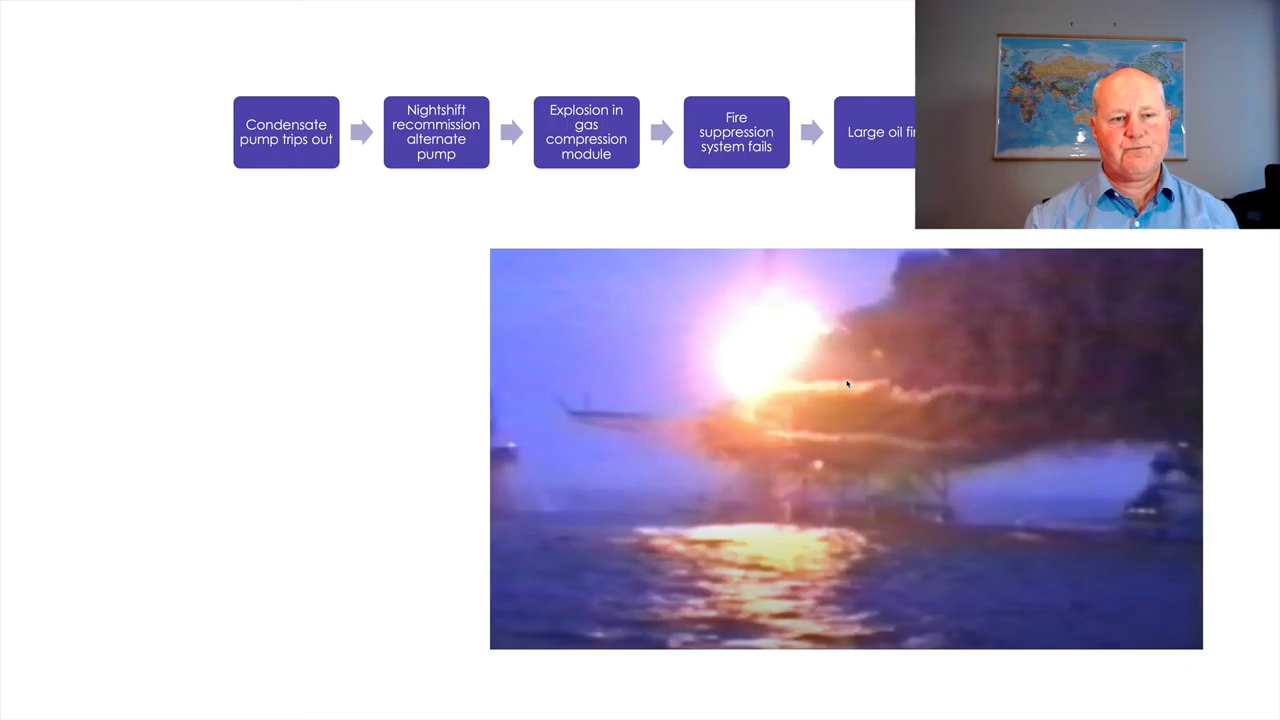 Condensate
pump trips out
Nightshift
recommission
alternate
pump
Explosion in
gas
compression
module
Fire
suppression
system fails
Large oil